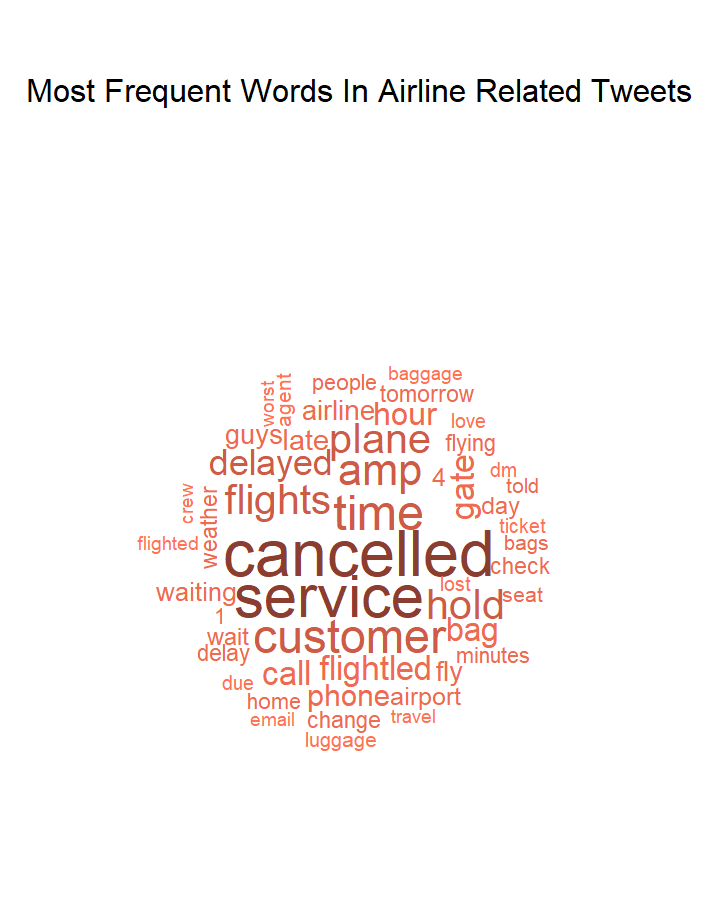 Most Frequent Words In Airline Related Tweets
baggage
people
tomorrow
worst
agent
airline
hour
love
guys
late
plane
flying
delayed
amp
4
gate
dm
told
crew
weather
flights
time
day
ticket
flighted
cancelled
bags
check
waiting
service
lost
hold
seat
1
wait
customer
bag
delay
minutes
due
call
flightled
fly
home
phone
airport
email
change
travel
luggage